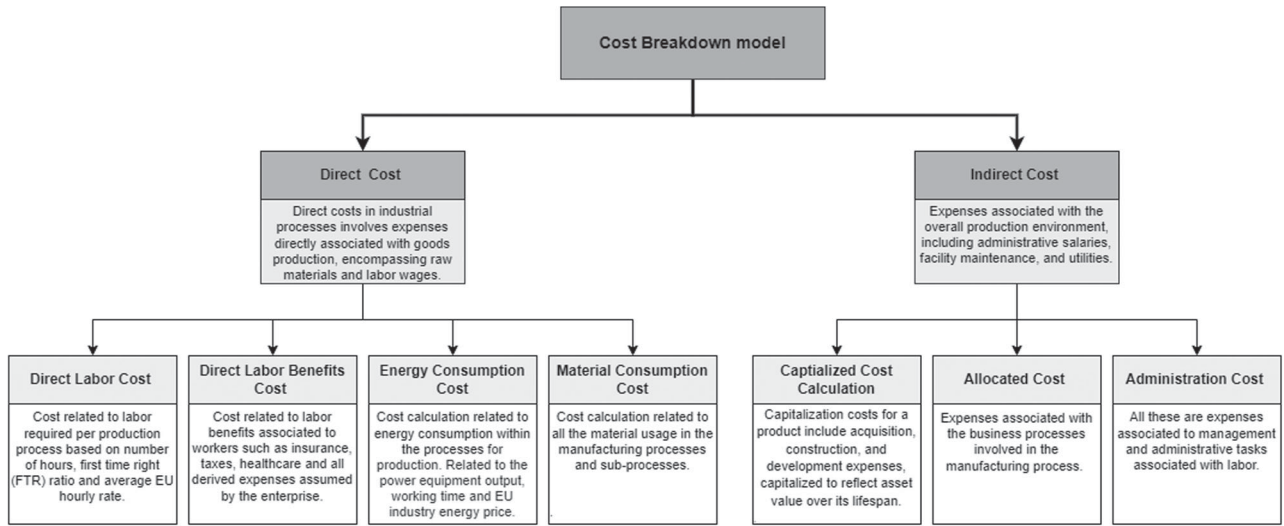 Cost Breakdown model
Direct Cost
Direct costs in industrial
processes involves expenses
directly associated with goods
production, encompassing raw
materials and labor wages.
Indirect Cost
Expenses associated with the
overall production environment,
including administrative salaries,
facility maintenance, and utilities.
Direct Labor Cost
Cost related to labor
required per production
process based on number
of hours, first time right
(FTR) ratio and average EU
hourly rate.
Direct Labor Benefits
Cost
Cost related to labor
benefits associated to
workers such as insurance,
taxes, healthcare and all
derived expenses assumed
by the enterprise.
Energy Consumption
Cost
Cost calculation related to
energy consumption within
the processes for
production. Related to the
power equipment output,
working time and EU
industry energy price.
Material Consumption
Cost
Cost calculation related to
all the material usage in the
manufacturing processes
and sub-processes.
.
Captialized Cost
Calculation
Capitalization costs for a
product include acquisition,
construction, and
development expenses,
capitalized to reflect asset
value over its lifespan.
Allocated Cost
Expenses associated with
the business processes
involved in the
manufacturing process.
Administration Cost
All these are expenses
associated to management
and administrative tasks
associated with labor.